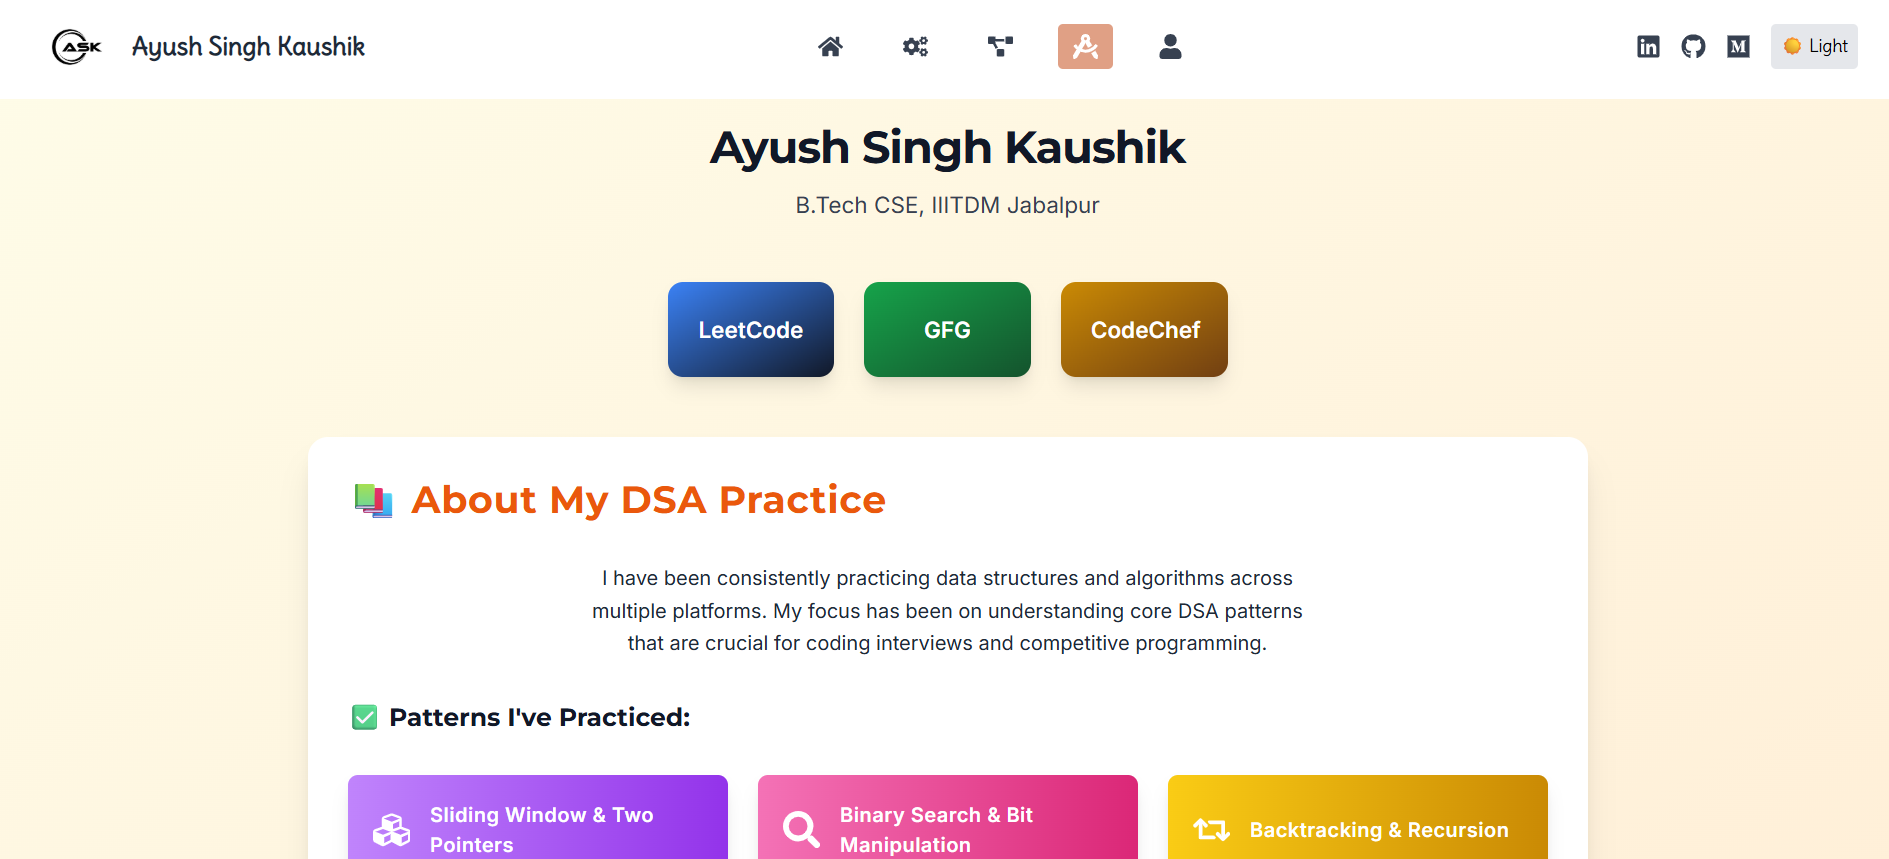 ASK Ayush Singh Kaushik
M
Light
Ayush Singh Kaushik
B.Tech CSE, IIITDM Jabalpur
LeetCode
GFG
CodeChef
About My DSA Practice
I have been consistently practicing data structures and algorithms across
multiple platforms. My focus has been on understanding core DSA patterns
that are crucial for coding interviews and competitive programming.
Patterns I've Practiced:
Sliding Window & Two
Pointers
Binary Search & Bit
Manipulation
Backtracking & Recursion